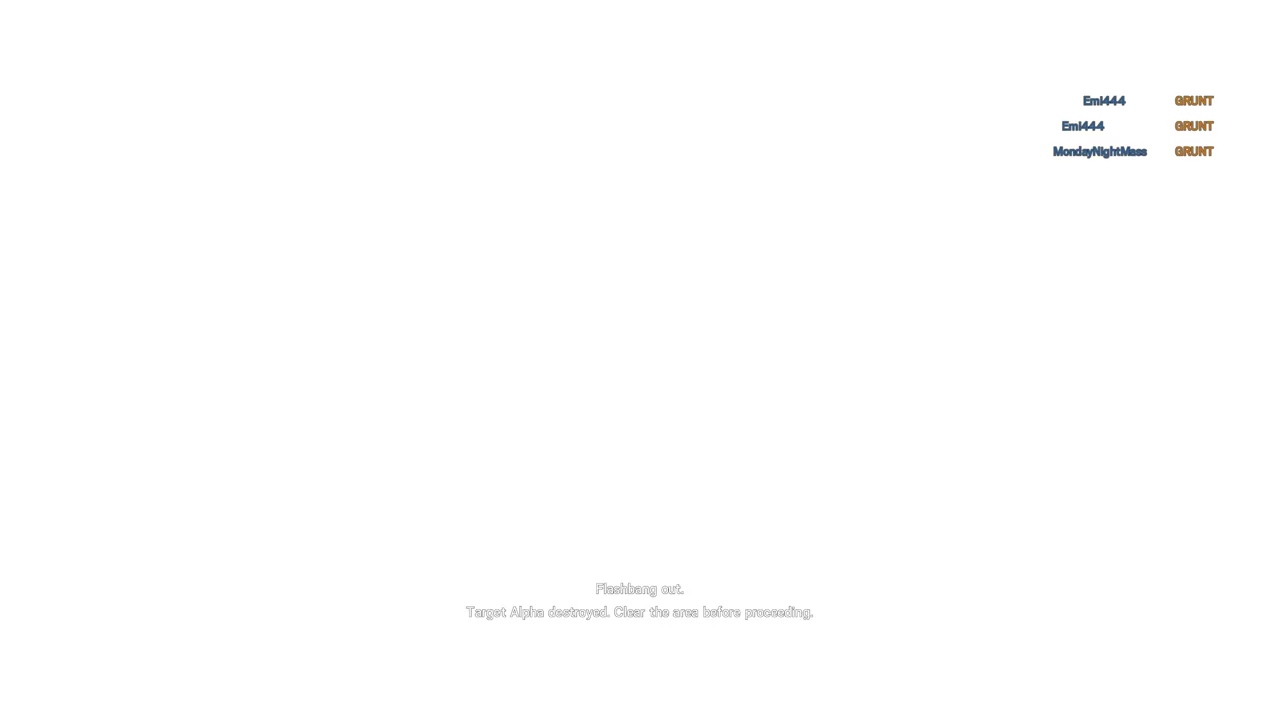 Emi444 GRUNT
Emi444 GRUNT
MondayNightMass GRUNT
Flashbang out.
Target Alpha destroyed. Clear the area before proceeding.